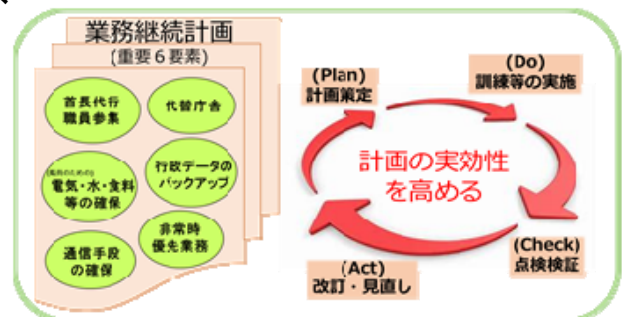 業務継続計画
(重要6要素)
首長代行
職員参集
代替庁舎
電気・水・食料
等の確保
行政データの
バックアップ
通信手段
の確保
非常時
優先業務
(Plan)
計画策定
(Do)
訓練等の実施
計画の実効性
を高める
(Check)
点検検証
(Act)
改訂・見直し